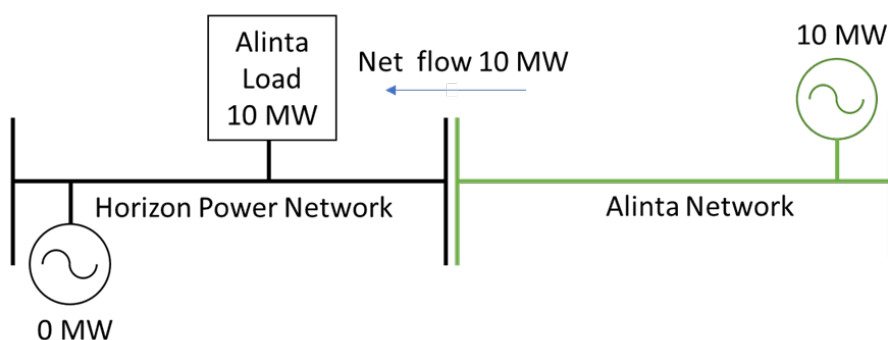 Alinta
Load
10 MW
Net flow 10 MW
10 MW
Horizon Power Network
Alinta Network
0 MW